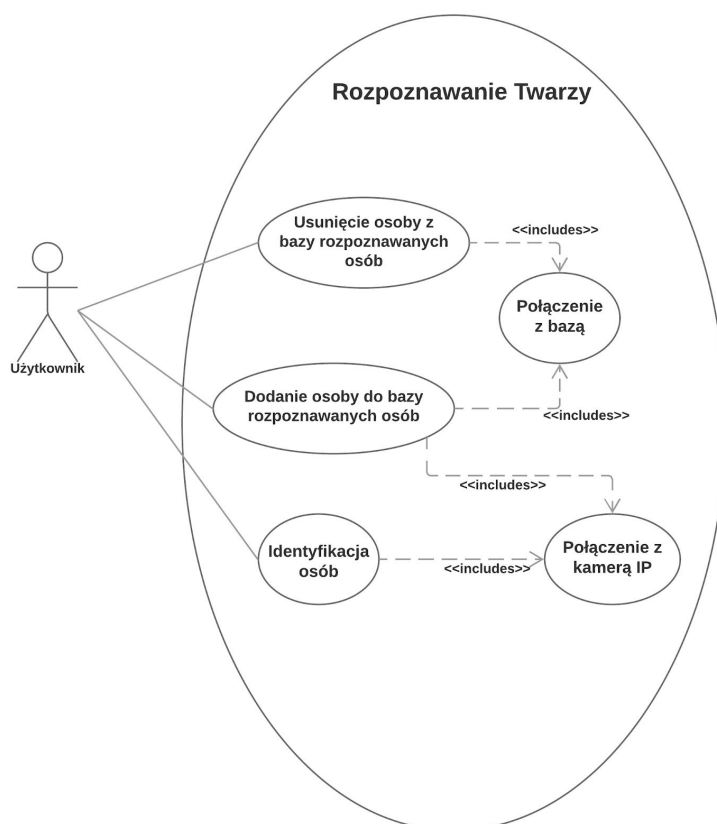 Rozpoznawanie Twarzy
Usunięcie osoby z
bazy rozpoznawanych
osób
<<includes>>
Połączenie
z bazą
Użytkownik
Dodanie osoby do bazy
rozpoznawanych osób
<<includes>>
<<includes>>
Identyfikacja
osób
<<includes>>
Połączenie z
kamerą IP